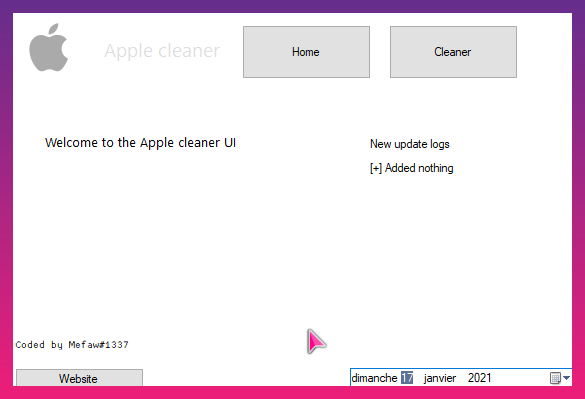 Apple cleaner
Home
Cleaner
Welcome to the Apple cleaner UI
New update logs
[+] Added nothing
Coded by Mefaw#1337
Website
dimanche 17 janvier 2021